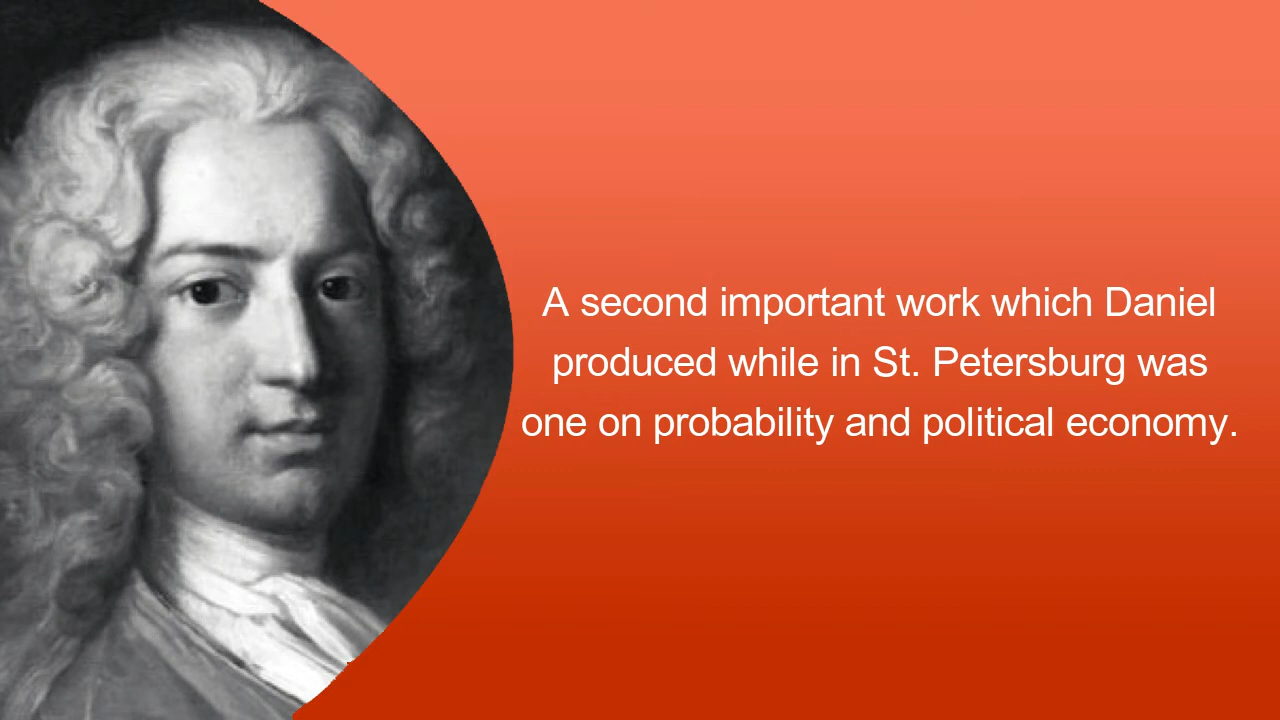 A second important work which Daniel
produced while in St. Petersburg was
one on probability and political economy.